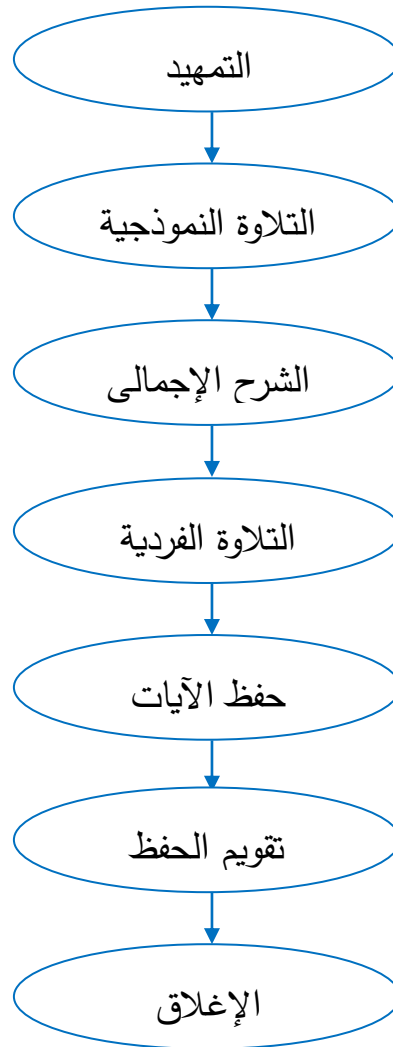 التمهيد
التلاوة النموذجية
الشرح الإجمالى
التلاوة الفردية
حفظ الآيات
تقويم الحفظ
الإغلاق